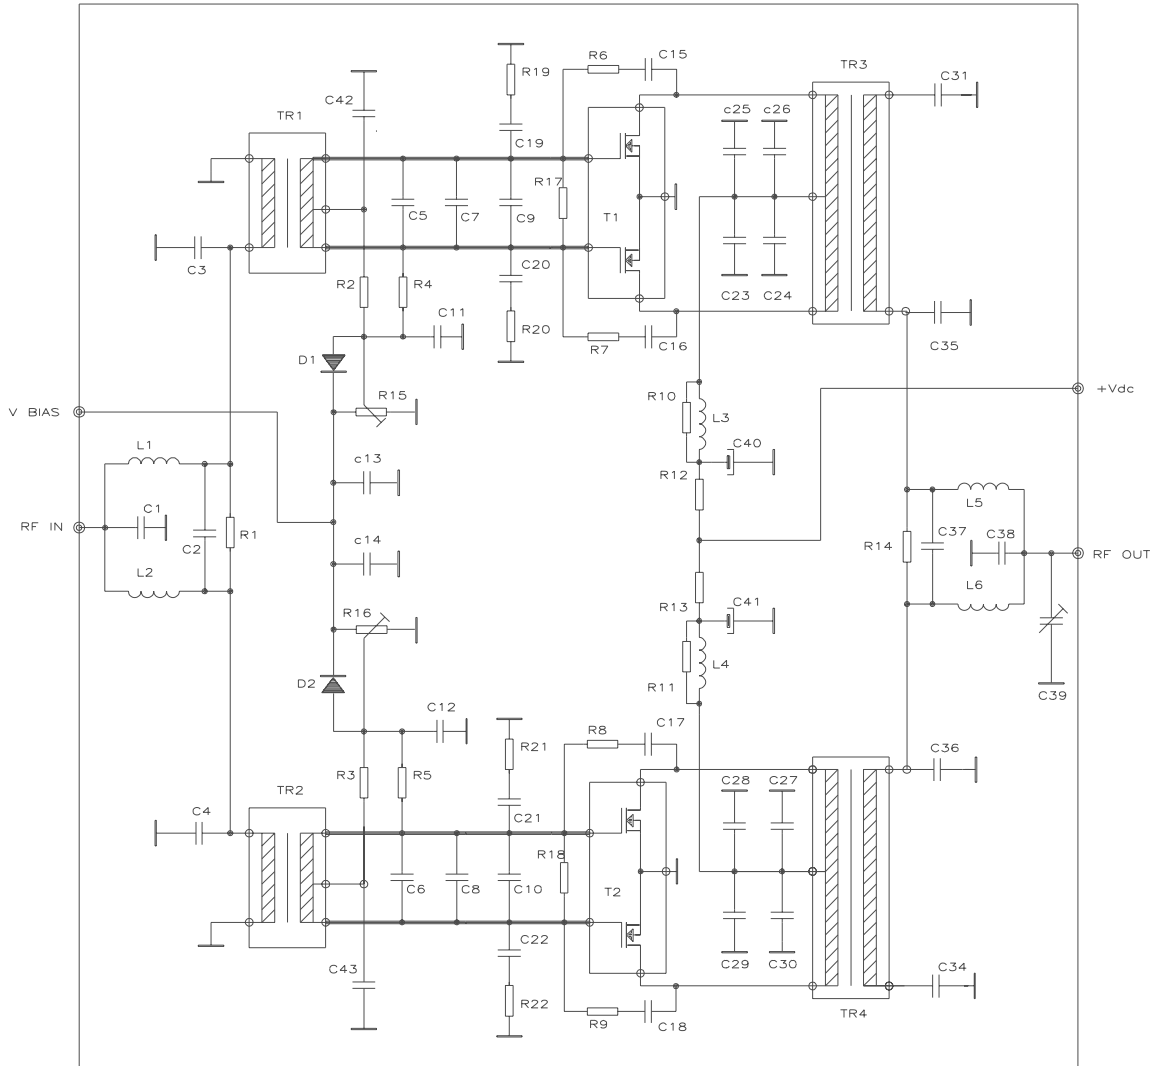 R6
C15
TR3
C31
R19
C42
TR1
c25
c26
C19
R17
C5
C7
C9
T1
C3
C20
R2
R4
C23
C24
C11
R20
R7
C16
C35
D1
+Vdc
R15
R10
L3
V BIAS
C40
L1
c13
R12
L5
C1
RF IN
C2
R1
c14
R14
C37
C38
RF OUT
L2
L6
R16
R13
C41
L4
D2
R11
C39
C12
R8
C17
R21
R3
R5
C36
TR2
C28
C27
C4
C21
R18
C6
C8
C10
T2
C22
C43
C29
C30
C34
R22
R9
C18
TR4